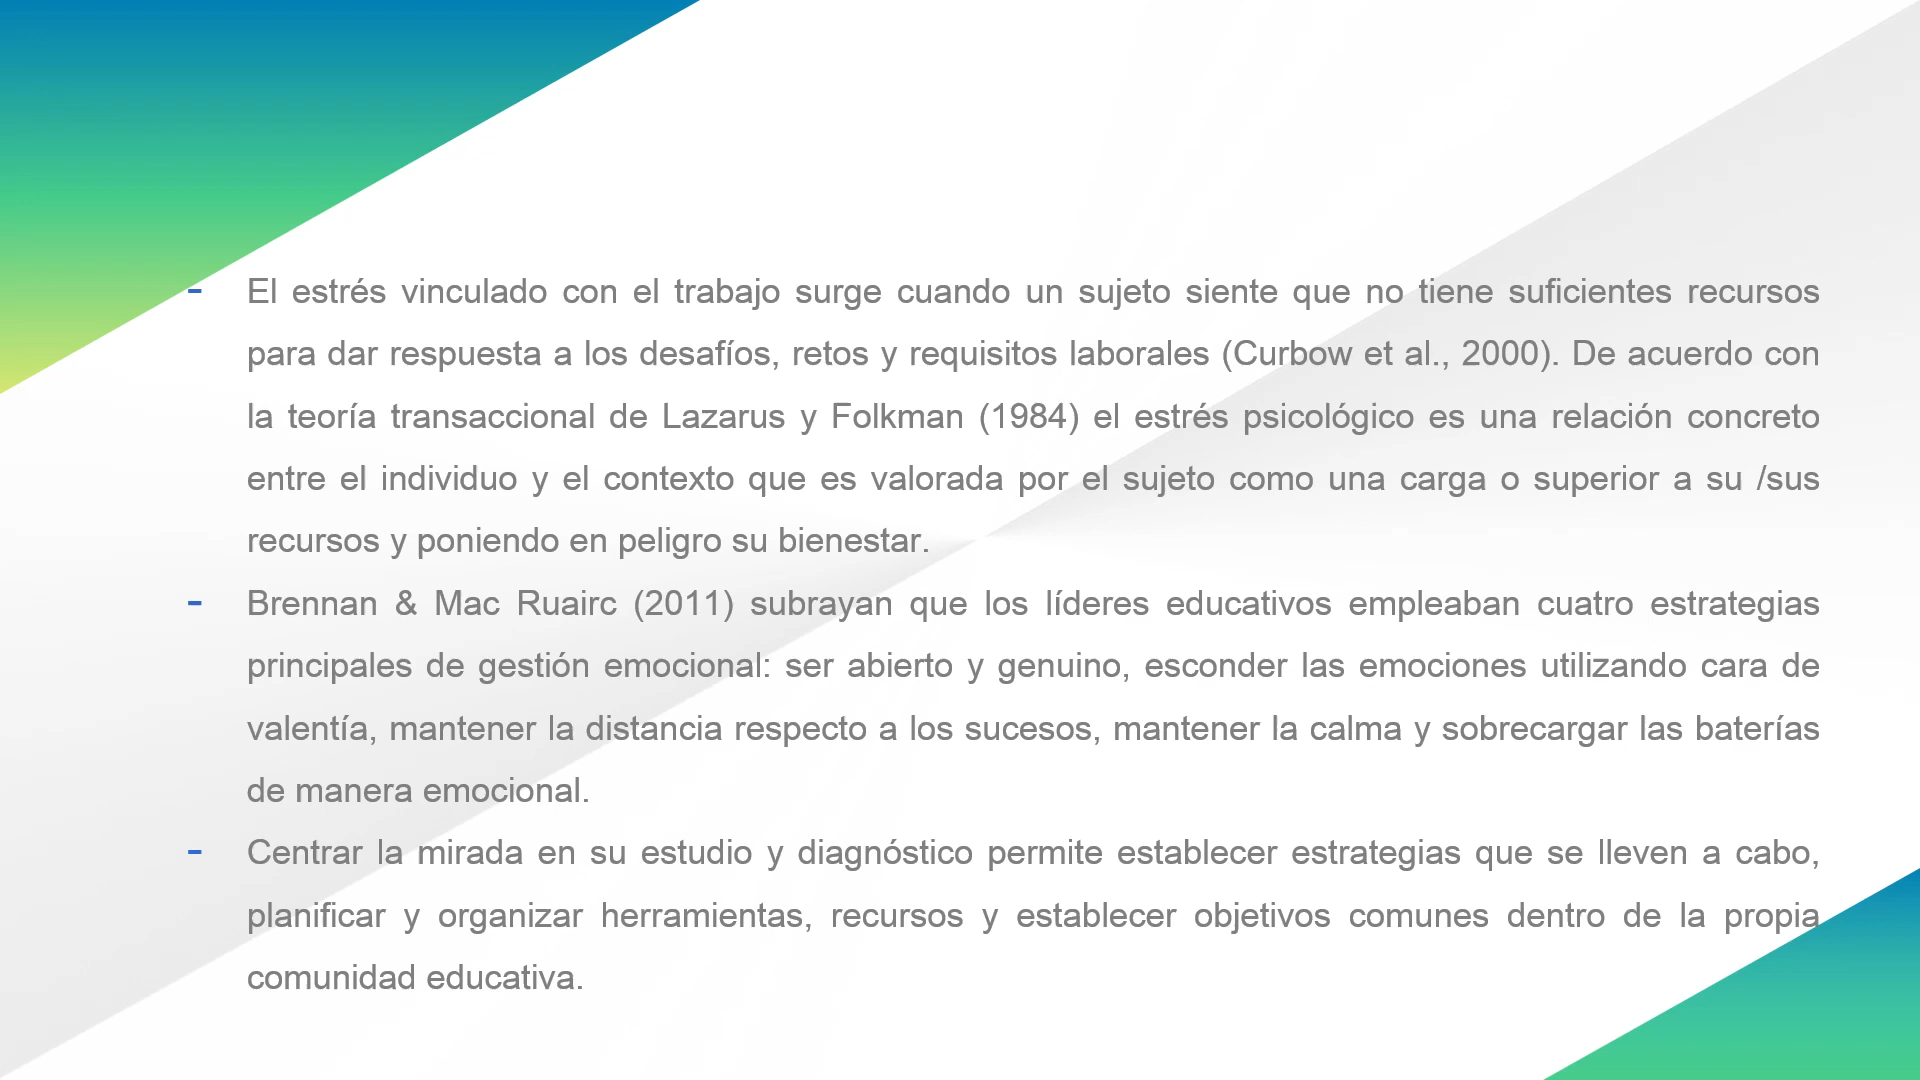 - El estrés vinculado con el trabajo surge cuando un sujeto siente que no tiene suficientes recursos
para dar respuesta a los desafíos, retos y requisitos laborales (Curbow et al., 2000). De acuerdo con
la teoría transaccional de Lazarus y Folkman (1984) el estrés psicológico es una relación concreto
entre el individuo y el contexto que es valorada por el sujeto como una carga o superior a su /sus
recursos y poniendo en peligro su bienestar.
- Brennan & Mac Ruairc (2011) subrayan que los líderes educativos empleaban cuatro estrategias
principales de gestión emocional: ser abierto y genuino, esconder las emociones utilizando cara de
valentía, mantener la distancia respecto a los sucesos, mantener la calma y sobrecargar las baterías
de manera emocional.
- Centrar la mirada en su estudio y diagnóstico permite establecer estrategias que se lleven a cabo,
planificar y organizar herramientas, recursos y establecer objetivos comunes dentro de la propia
comunidad educativa.